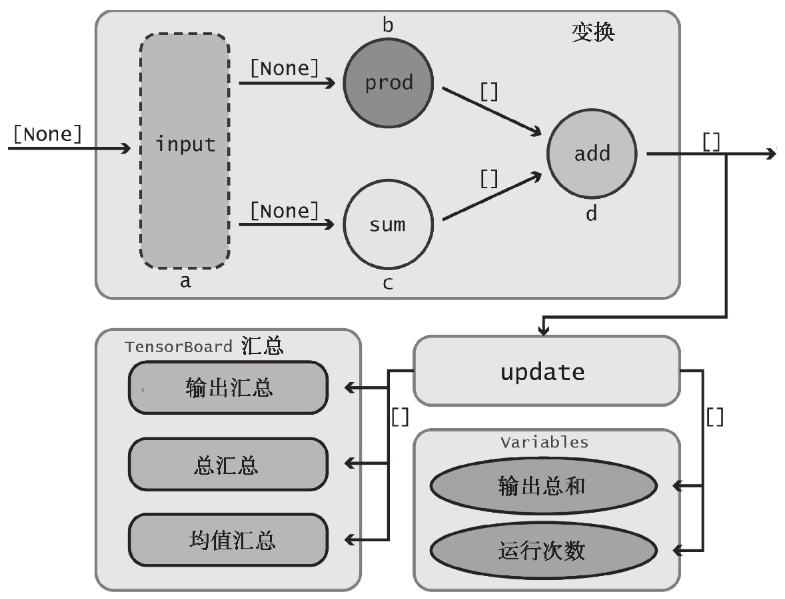 变换
b
[None]
prod
[]
[None]
input
add
[]
[None]
[]
sum
d
a
c
TensorBoard 汇总
输出汇总
总汇总
均值汇总
[]
update
[]
Variables
输出总和
运行次数